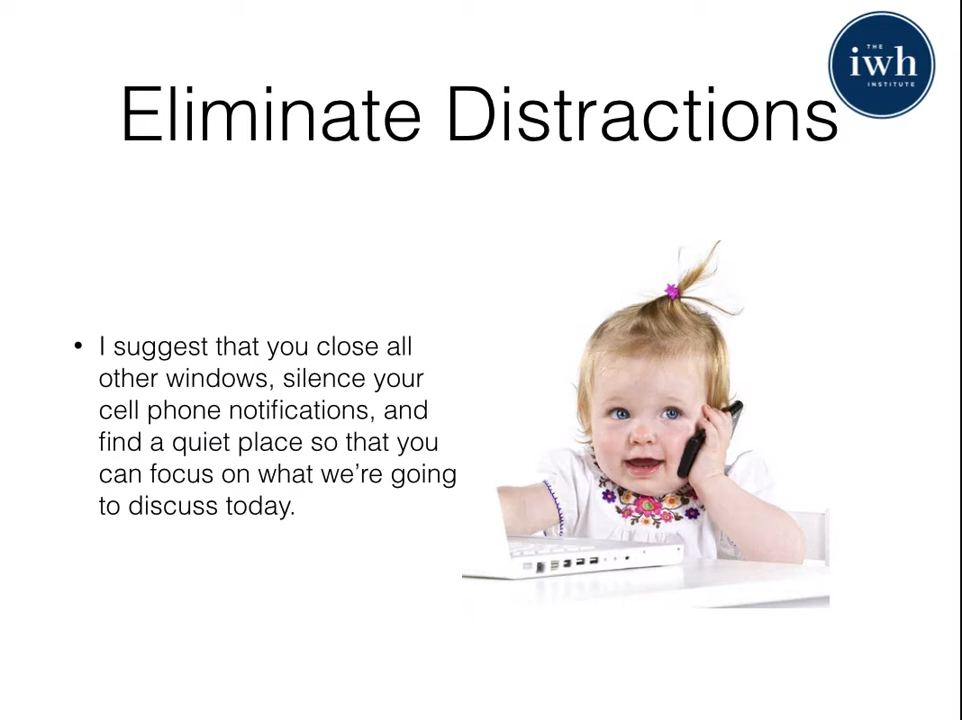 THE
iwh
INSTITUTE
Eliminate Distractions
• I suggest that you close all
other windows, silence your
cell phone notifications, and
find a quiet place so that you
can focus on what we're going
to discuss today.